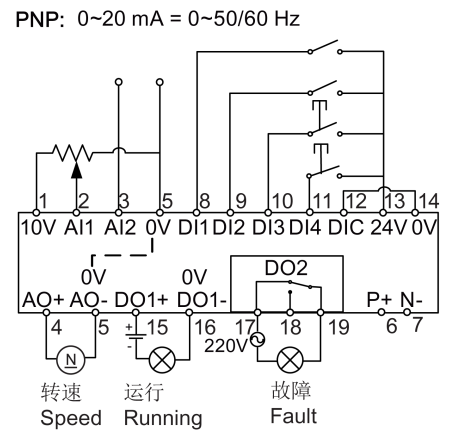 PNP: 0~20 mA = 0~50/60 Hz
1 2 3 5 8 9 10 11 12 13 14
10V AI1 AI2 0V DI1 DI2 DI3 DI4 DIC 24V 0V
0V 0V DO2
AO+ AO- DO1+ DO1- P+ N-
4 5 + - 15 16 17 18 19 6 7
220V
N
转速 运行 故障
Speed Running Fault